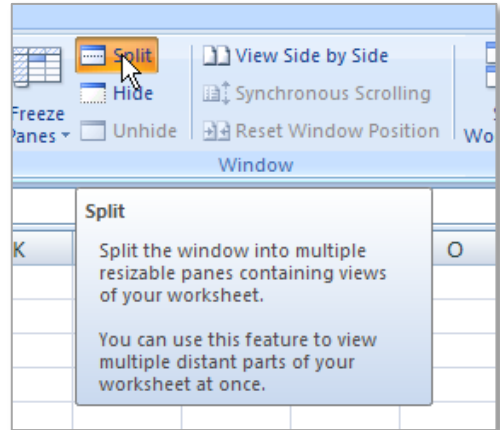 Split
View Side by Side
Hide
Synchronous Scrolling
Freeze
Panes
Unhide
Reset Window Position
Wo
Window
Split
K
O
Split the window into multiple
resizable panes containing views
of your worksheet.
You can use this feature to view
multiple distant parts of your
worksheet at once.